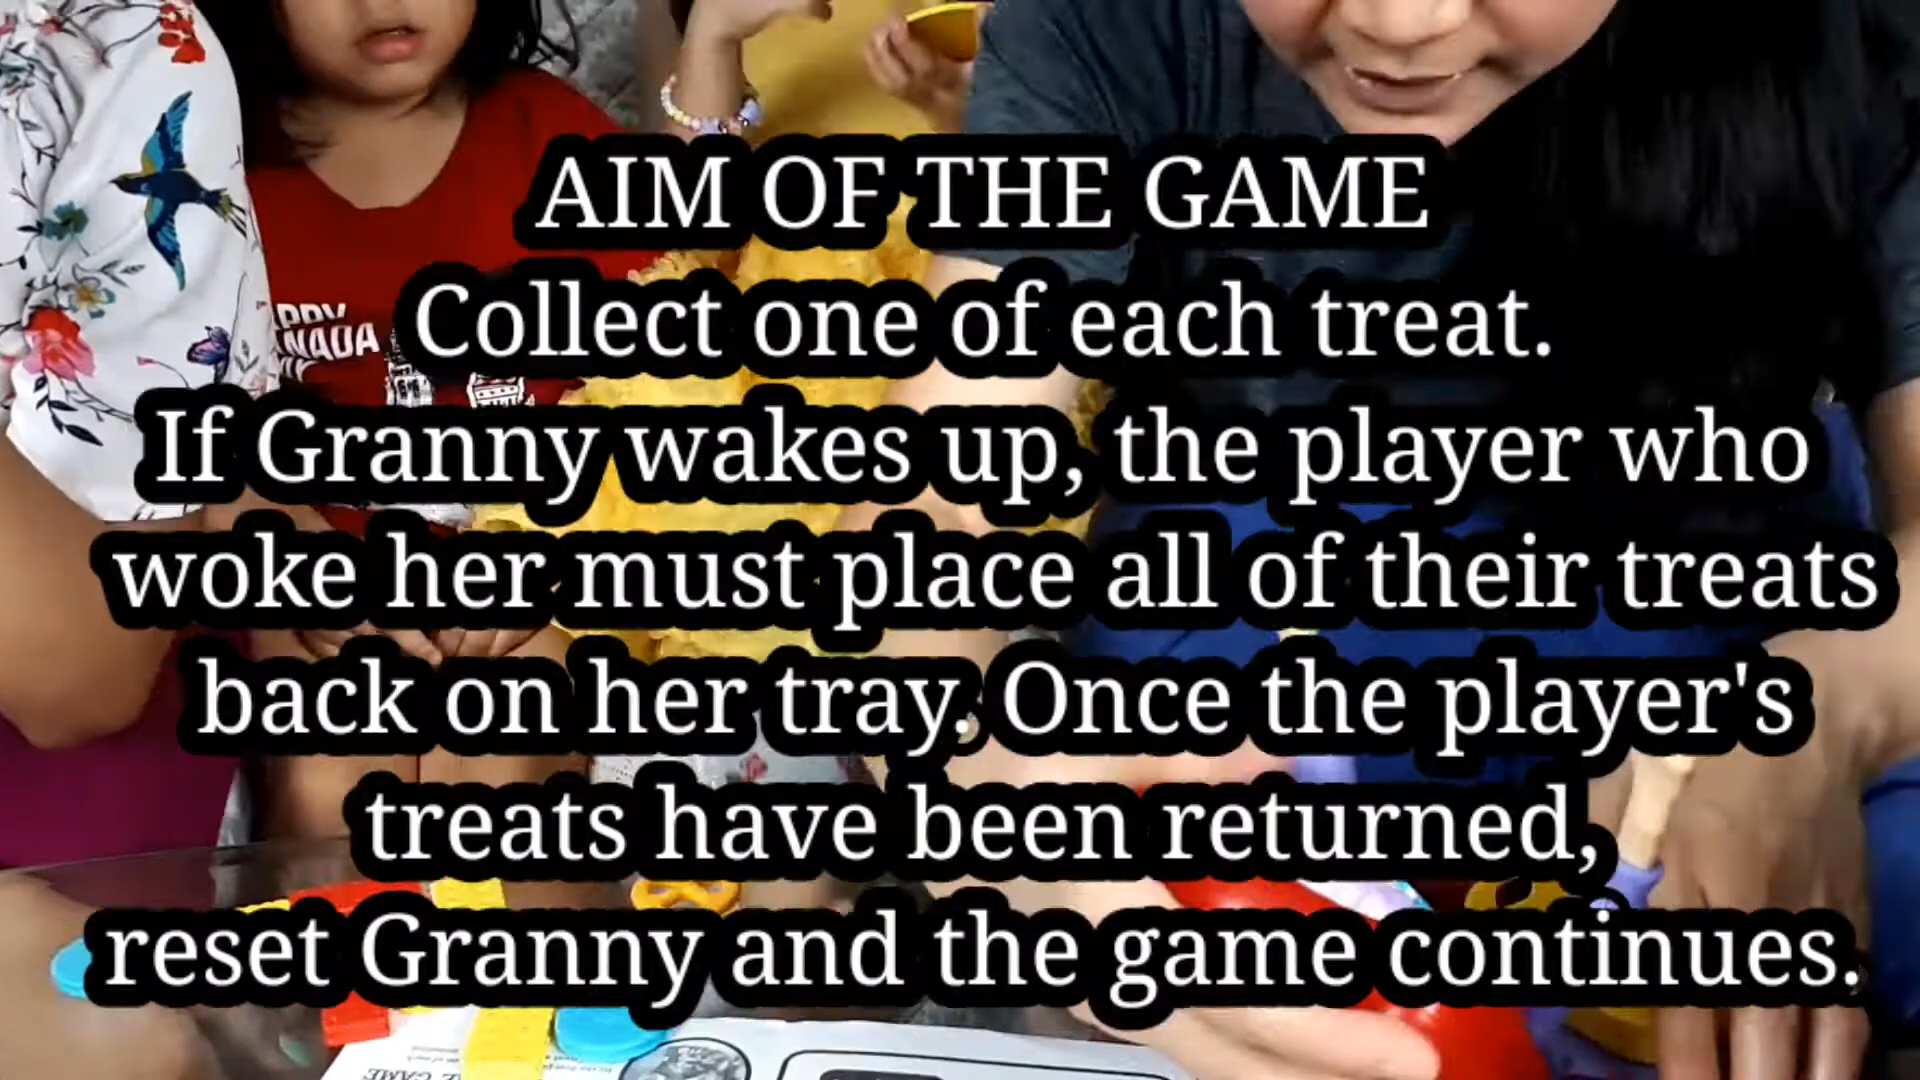 AIM OF THE GAME
Collect one of each treat.
If Granny wakes up, the player who
woke her must place all of their treats
back on her tray. Once the player's
treats have been returned,
reset Granny and the game continues.
GAME